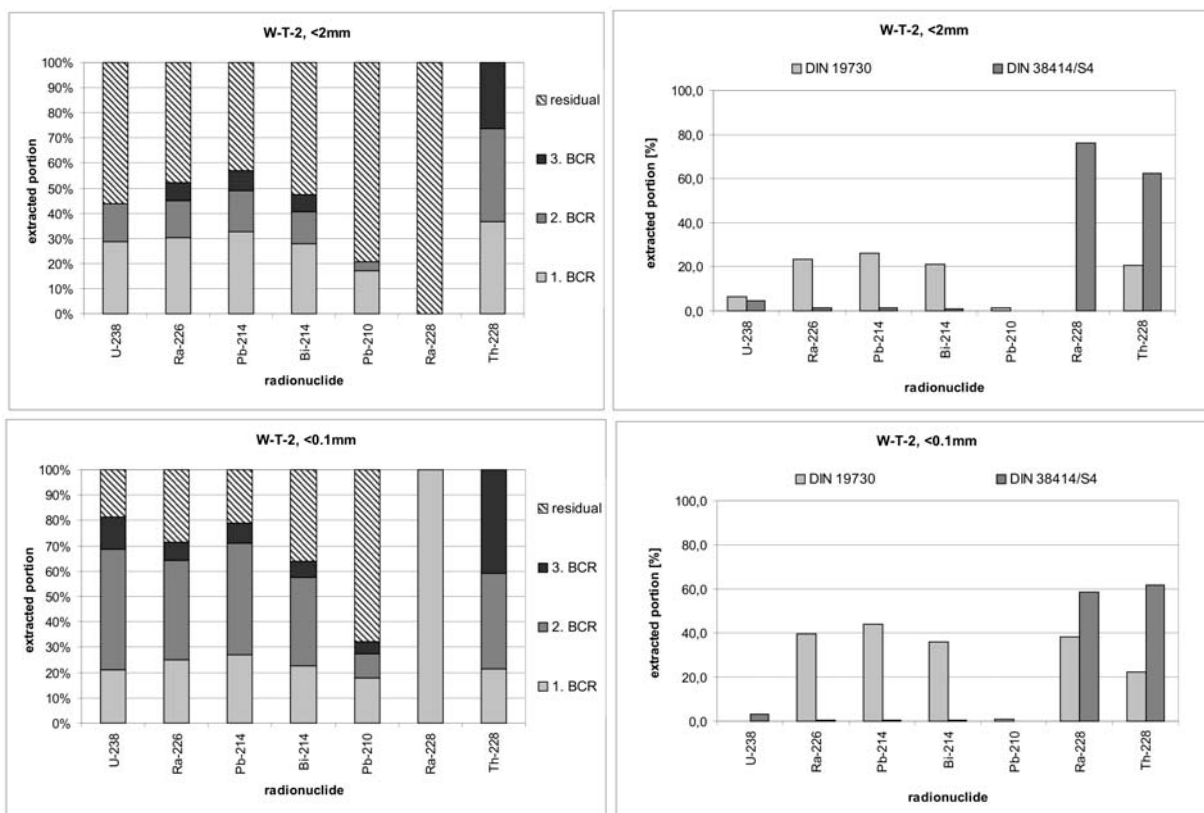 W-T-2, <2mm
100%
90%
80%
70%
60%
50%
40%
30%
20%
10%
0%
extracted portion
U-238
Ra-226
Pb-214
Bi-214
Pb-210
Ra-228
Th-228
radionuclide
residual
3. BCR
2. BCR
1. BCR
W-T-2, <2mm
DIN 19730 DIN 38414/S4
100,0
80,0
60,0
40,0
20,0
0,0
extracted portion [%]
U-238
Ra-226
Pb-214
Bi-214
Pb-210
Ra-228
Th-228
radionuclide
W-T-2, <0.1mm
100%
90%
80%
70%
60%
50%
40%
30%
20%
10%
0%
extracted portion
U-238
Ra-226
Pb-214
Bi-214
Pb-210
Ra-228
Th-228
radionuclide
residual
3. BCR
2. BCR
1. BCR
W-T-2, <0.1mm
DIN 19730 DIN 38414/S4
100,0
80,0
60,0
40,0
20,0
0,0
extracted portion [%]
U-238
Ra-226
Pb-214
Bi-214
Pb-210
Ra-228
Th-228
radionuclide